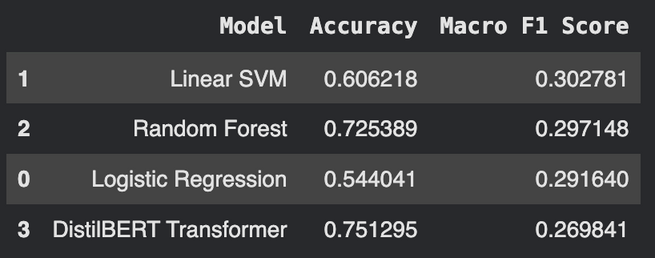 Model Accuracy Macro F1 Score
1 Linear SVM 0.606218 0.302781
2 Random Forest 0.725389 0.297148
0 Logistic Regression 0.544041 0.291640
3 DistilBERT Transformer 0.751295 0.269841